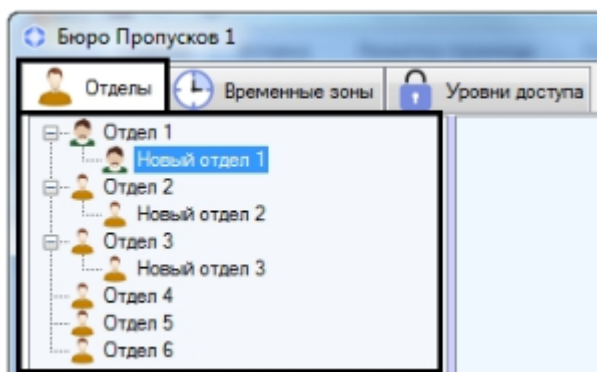 Бюро Пропусков 1
Отделы Временные зоны Уровни доступа
Отдел 1
Новый отдел 1
Отдел 2
Новый отдел 2
Отдел 3
Новый отдел 3
Отдел 4
Отдел 5
Отдел 6